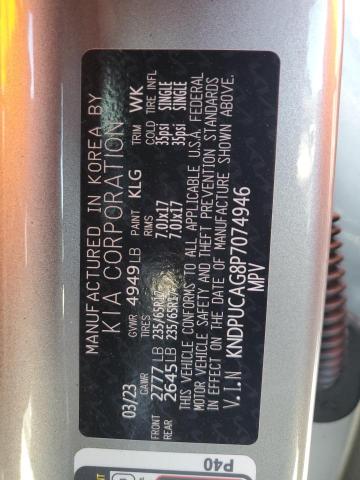 MANUFACTURED IN KOREA BY
KIA CORPORATION
GVWR 4949 LB PAINT KLG TRIM WK
03/23 GAWR TIRES RIMS COLD TIRE INFL
FRONT 2777 LB 235/65R17 7.0Jx17 35psi SINGLE
REAR 2645 LB 235/65R17 7.0Jx17 35psi SINGLE
THIS VEHICLE CONFORMS TO ALL APPLICABLE U.S.A. FEDERAL
MOTOR VEHICLE SAFETY AND THEFT PREVENTION STANDARDS
IN EFFECT ON THE DATE OF MANUFACTURE SHOWN ABOVE.
V.I.N KNDPUCAG8P7074946
MPV
P40